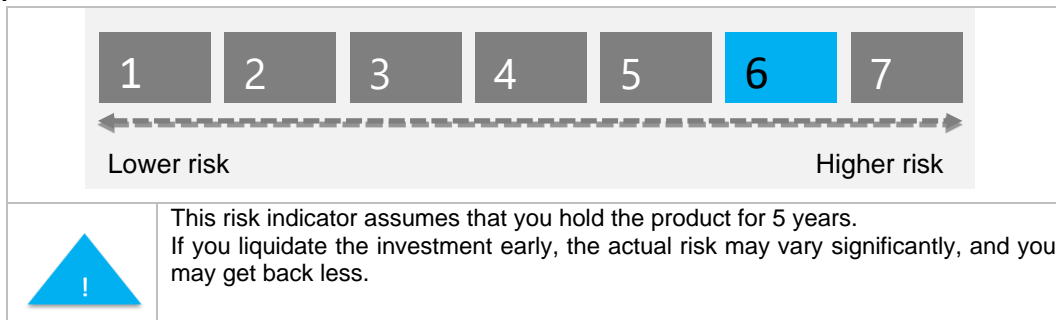 1 2 3 4 5 6 7
Lower risk Higher risk
This risk indicator assumes that you hold the product for 5 years.
If you liquidate the investment early, the actual risk may vary significantly, and you
may get back less.
!